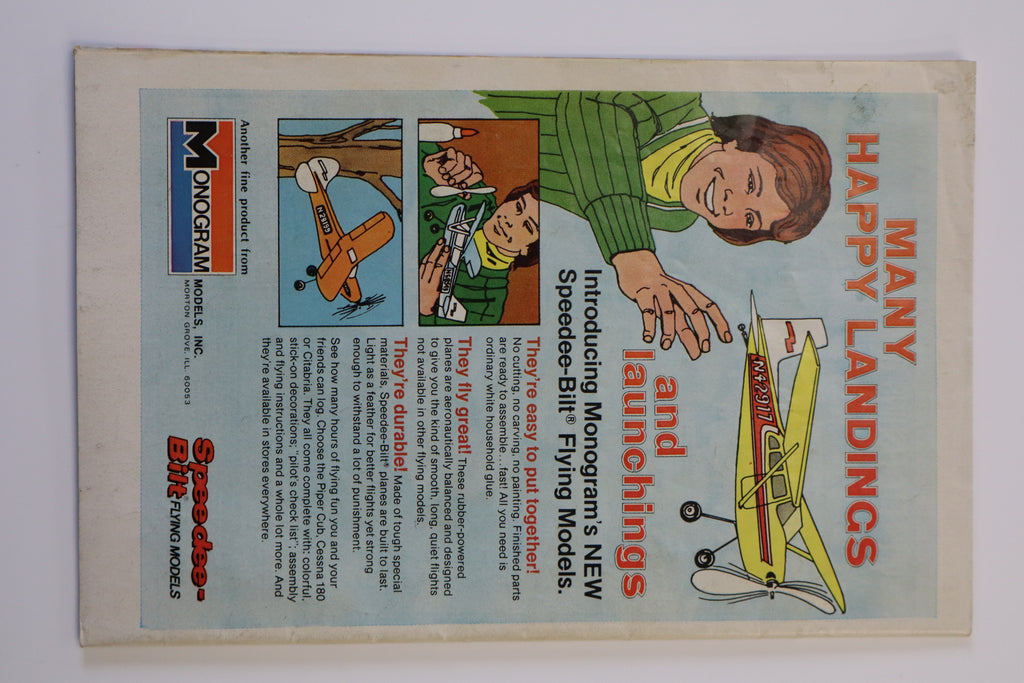 MANY
HAPPY LANDINGS
and
launchings
N42917
Introducing Monogram's NEW
Speedee-Bilt® Flying Models.
They're easy to put together!
No cutting, no carving, no painting. Finished parts
are ready to assemble...fast! All you need is
ordinary white household glue.
They fly great! These rubber-powered
planes are aeronautically balanced and designed
to give you the kind of smooth, long, quiet flights
not available in other flying models.
They're durable! Made of tough special
materials, Speedee-Bilt® planes are built to last.
Light as a feather for better flights yet strong
enough to withstand a lot of punishment.
See how many hours of flying fun you and your
friends can log. Choose the Piper Cub, Cessna 180
or Citabria. They all come complete with: colorful,
stick-on decorations; "pilot's check list"; assembly
and flying instructions and a whole lot more. And
they're available in stores everywhere.
Another fine product from
MONOGRAM
MODELS, INC.
MORTON GROVE, ILL. 60053
Speedee-
Bilt FLYING MODELS